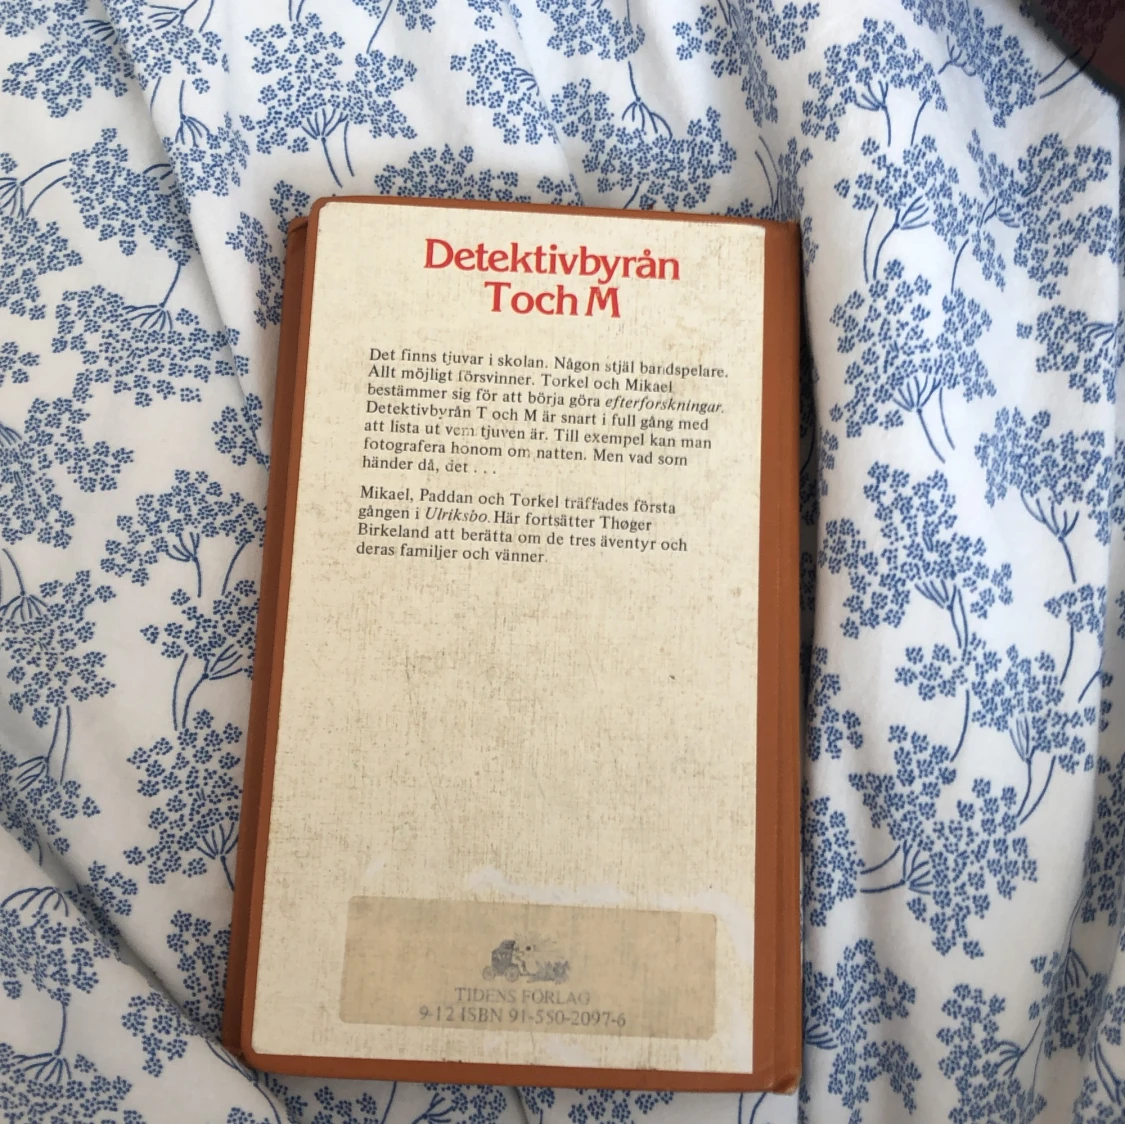 Detektivbyrån
T och M
Det finns tjuvar i skolan. Någon stjäl bandspelare.
Allt möjligt försvinner. Torkel och Mikael
bestämmer sig för att börja göra efterforskningar.
Detektivbyrån T och M är snart i full gång med
att lista ut vem tjuven är. Till exempel kan man
fotografera honom om natten. Men vad som
händer då, det . . .
Mikael, Paddan och Torkel träffades första
gången i Ulriksbo. Här fortsätter Thøger
Birkeland att berätta om de tres äventyr och
deras familjer och vänner.
TIDENS FÖRLAG
9-12 ISBN 91-550-2097-6